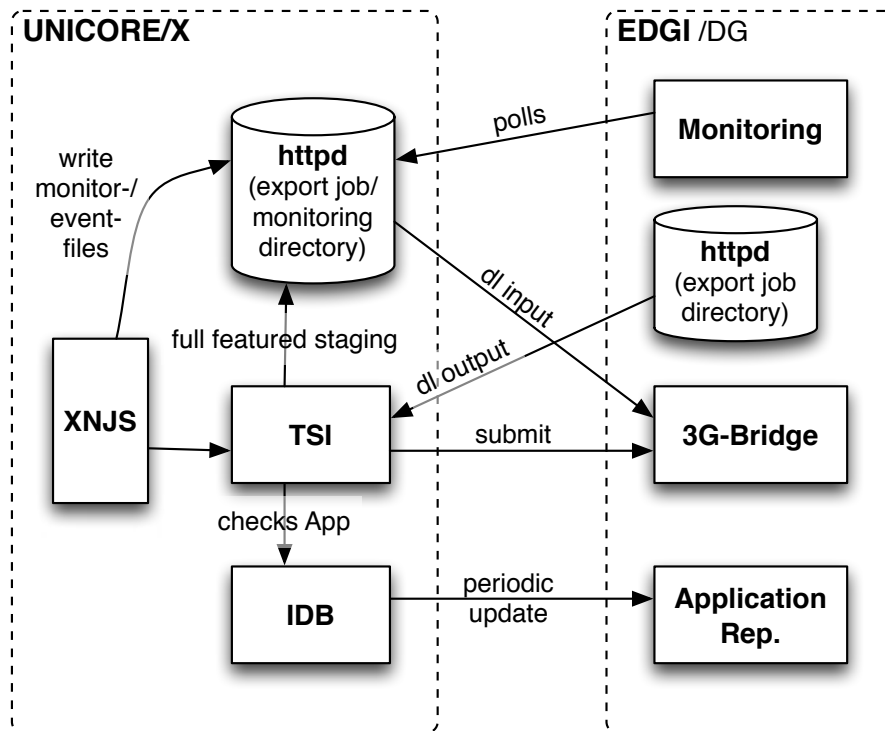 UNICORE/X
EDGI /DG
write
monitor-/
event-
files
httpd
(export job/
monitoring
directory)
polls
Monitoring
httpd
(export job
directory)
dl input
full featured staging
dl output
XNJS
TSI
submit
3G-Bridge
checks App
IDB
periodic
update
Application
Rep.